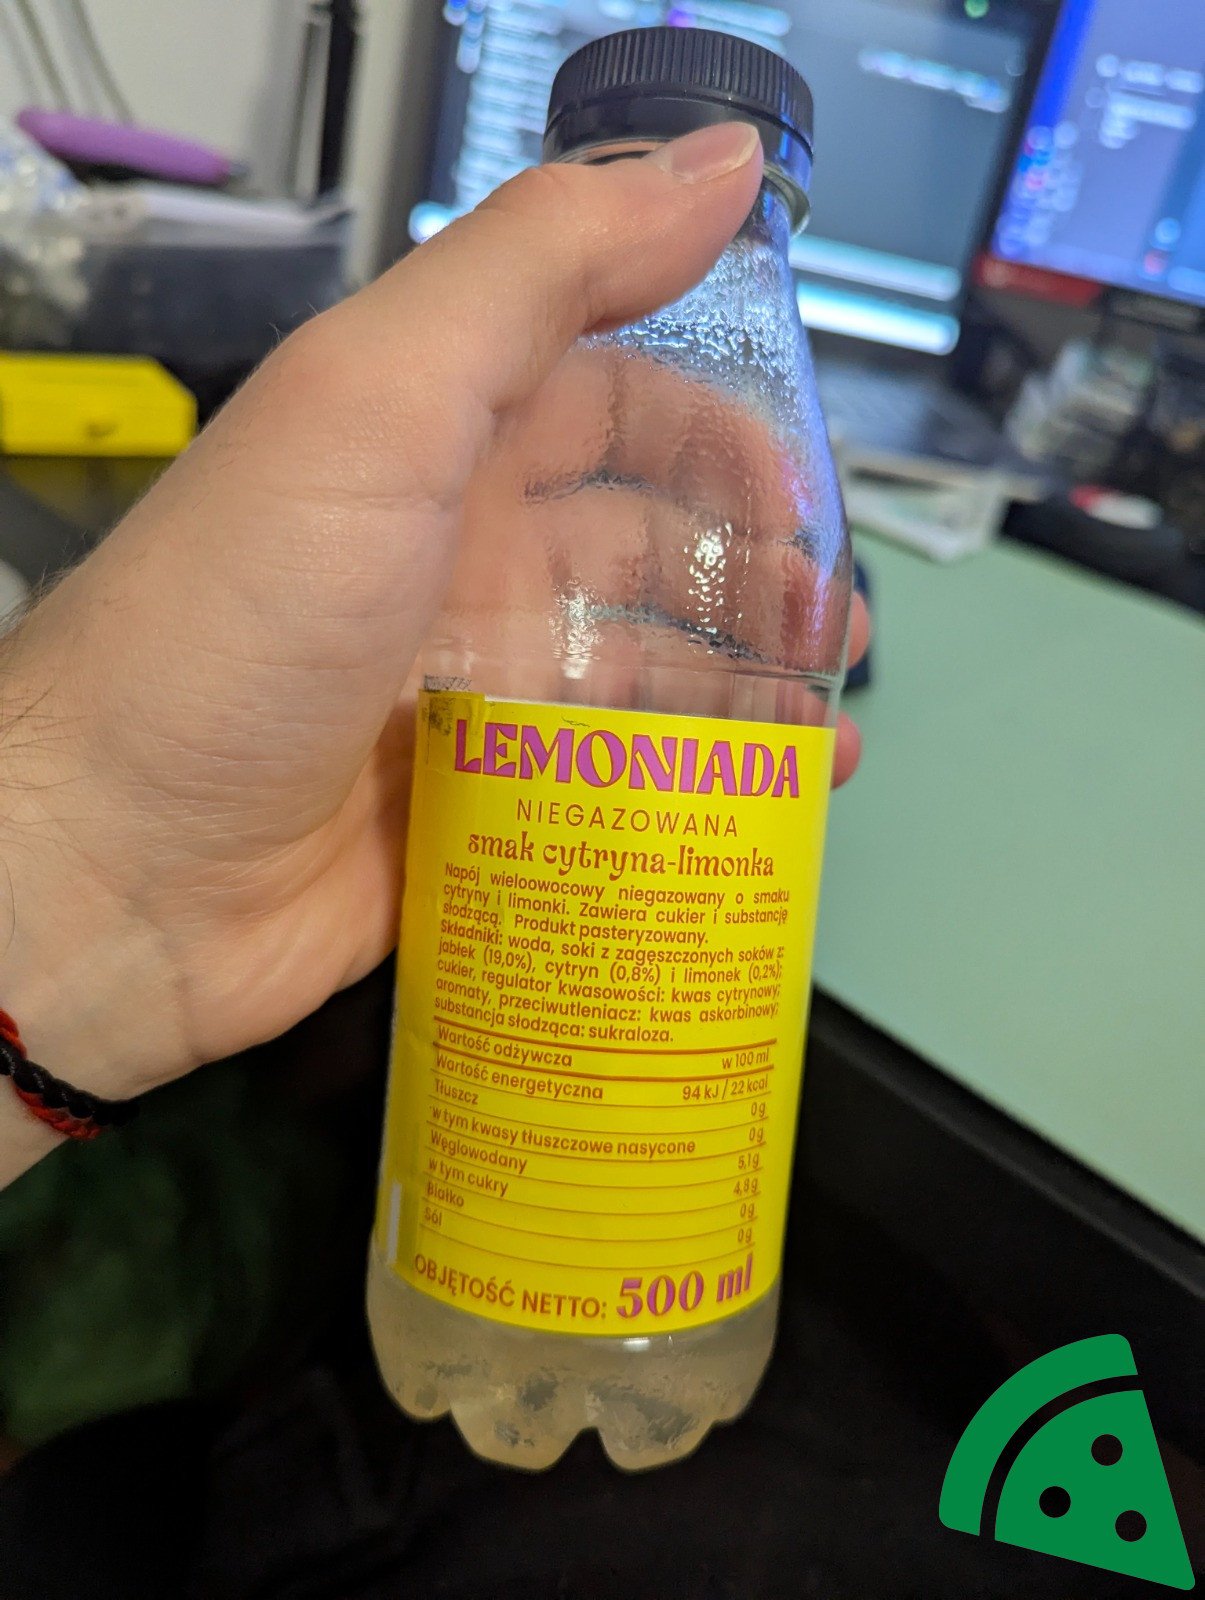 LEMONIADA
NIEGAZOWANA
smak cytryna-limonka
Napój wieloowocowy niegazowany o smaku
cytryny i limonki. Zawiera cukier i substancję
słodzącą. Produkt pasteryzowany.
Składniki: woda, soki z zagęszczonych soków z:
jabłek (19,0%), cytryn (0,8%) i limonek (0,2%);
cukier, regulator kwasowości: kwas cytrynowy;
aromaty, przeciwutleniacz: kwas askorbinowy;
substancja słodząca: sukraloza.
Wartość odżywcza w 100 ml
Wartość energetyczna 94 kJ / 22 kcal
Tłuszcz 0 g
w tym kwasy tłuszczowe nasycone 0 g
Węglowodany 5,1 g
w tym cukry 4,8 g
Białko 0 g
Sól 0 g
OBJĘTOŚĆ NETTO: 500 ml